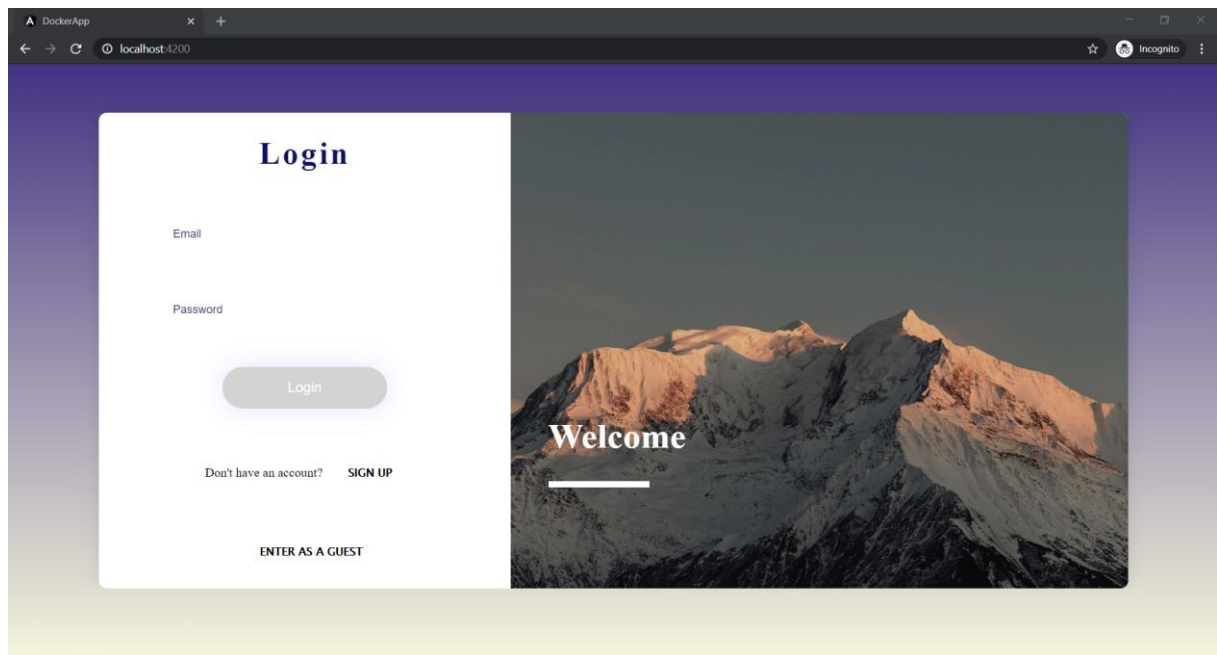 DockerApp
localhost:4200
Incognito
Login
Email
Password
Login
Don't have an account? SIGN UP
ENTER AS A GUEST
Welcome